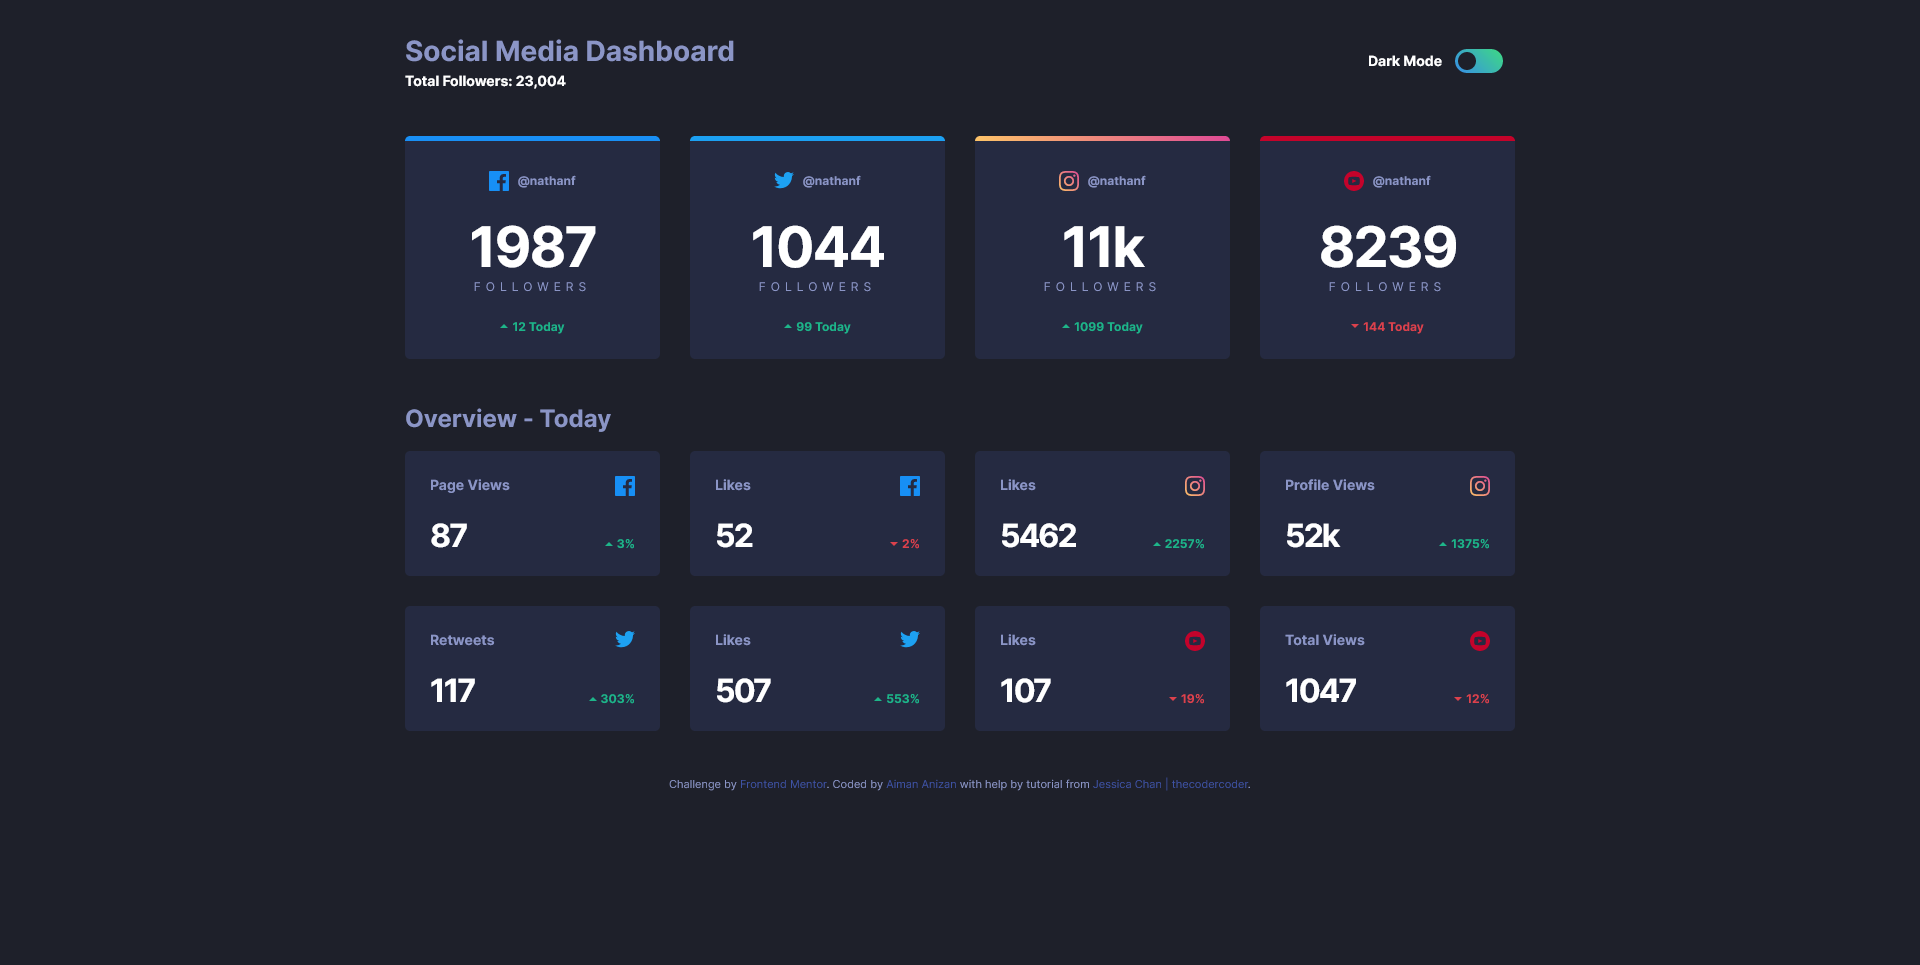 Social Media Dashboard
Total Followers: 23,004
Dark Mode
@nathanf
1987
FOLLOWERS
12 Today
@nathanf
1044
FOLLOWERS
99 Today
@nathanf
11k
FOLLOWERS
1099 Today
@nathanf
8239
FOLLOWERS
144 Today
Overview - Today
Page Views
87
3%
Likes
52
2%
Likes
5462
2257%
Profile Views
52k
1375%
Retweets
117
303%
Likes
507
553%
Likes
107
19%
Total Views
1047
12%
Challenge by Frontend Mentor. Coded by Aiman Anizan with help by tutorial from Jessica Chan | thecodercoder.